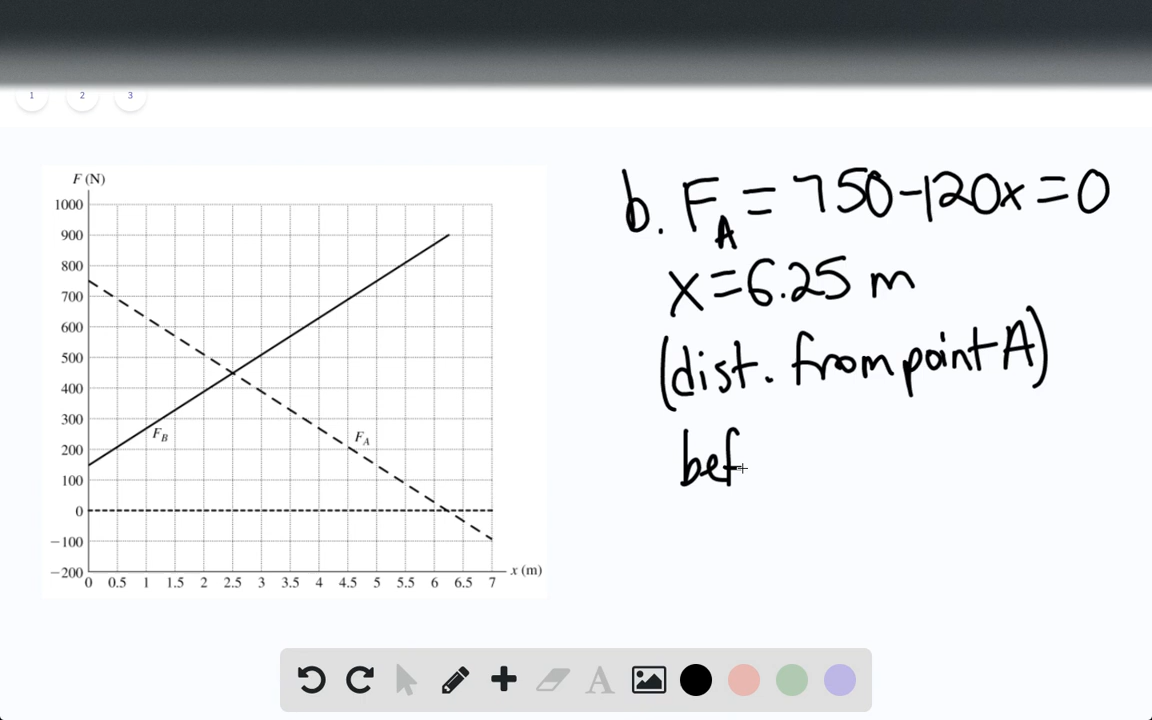 1 2 3
F (N)
1000
900
800
700
600
500
400
300
200
100
0
−100
−200
F_B
F_A
0 0.5 1 1.5 2 2.5 3 3.5 4 4.5 5 5.5 6 6.5 7
x (m)
b. F_A = 750-120x = 0
x = 6.25 m
(dist. from point A)
bef
A